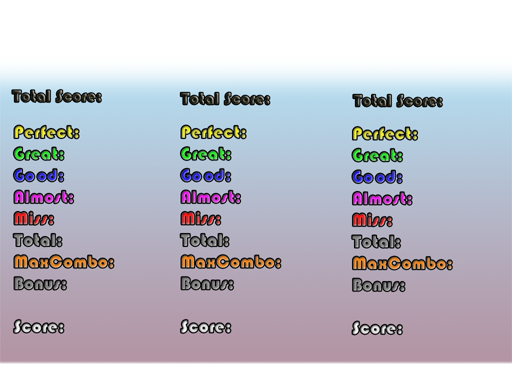 Total Score: Total Score: Total Score:
Perfect: Perfect: Perfect:
Great: Great: Great:
Good: Good: Good:
Almost: Almost: Almost:
Miss: Miss: Miss:
Total: Total: Total:
MaxCombo: MaxCombo: MaxCombo:
Bonus: Bonus: Bonus:
Score: Score: Score: